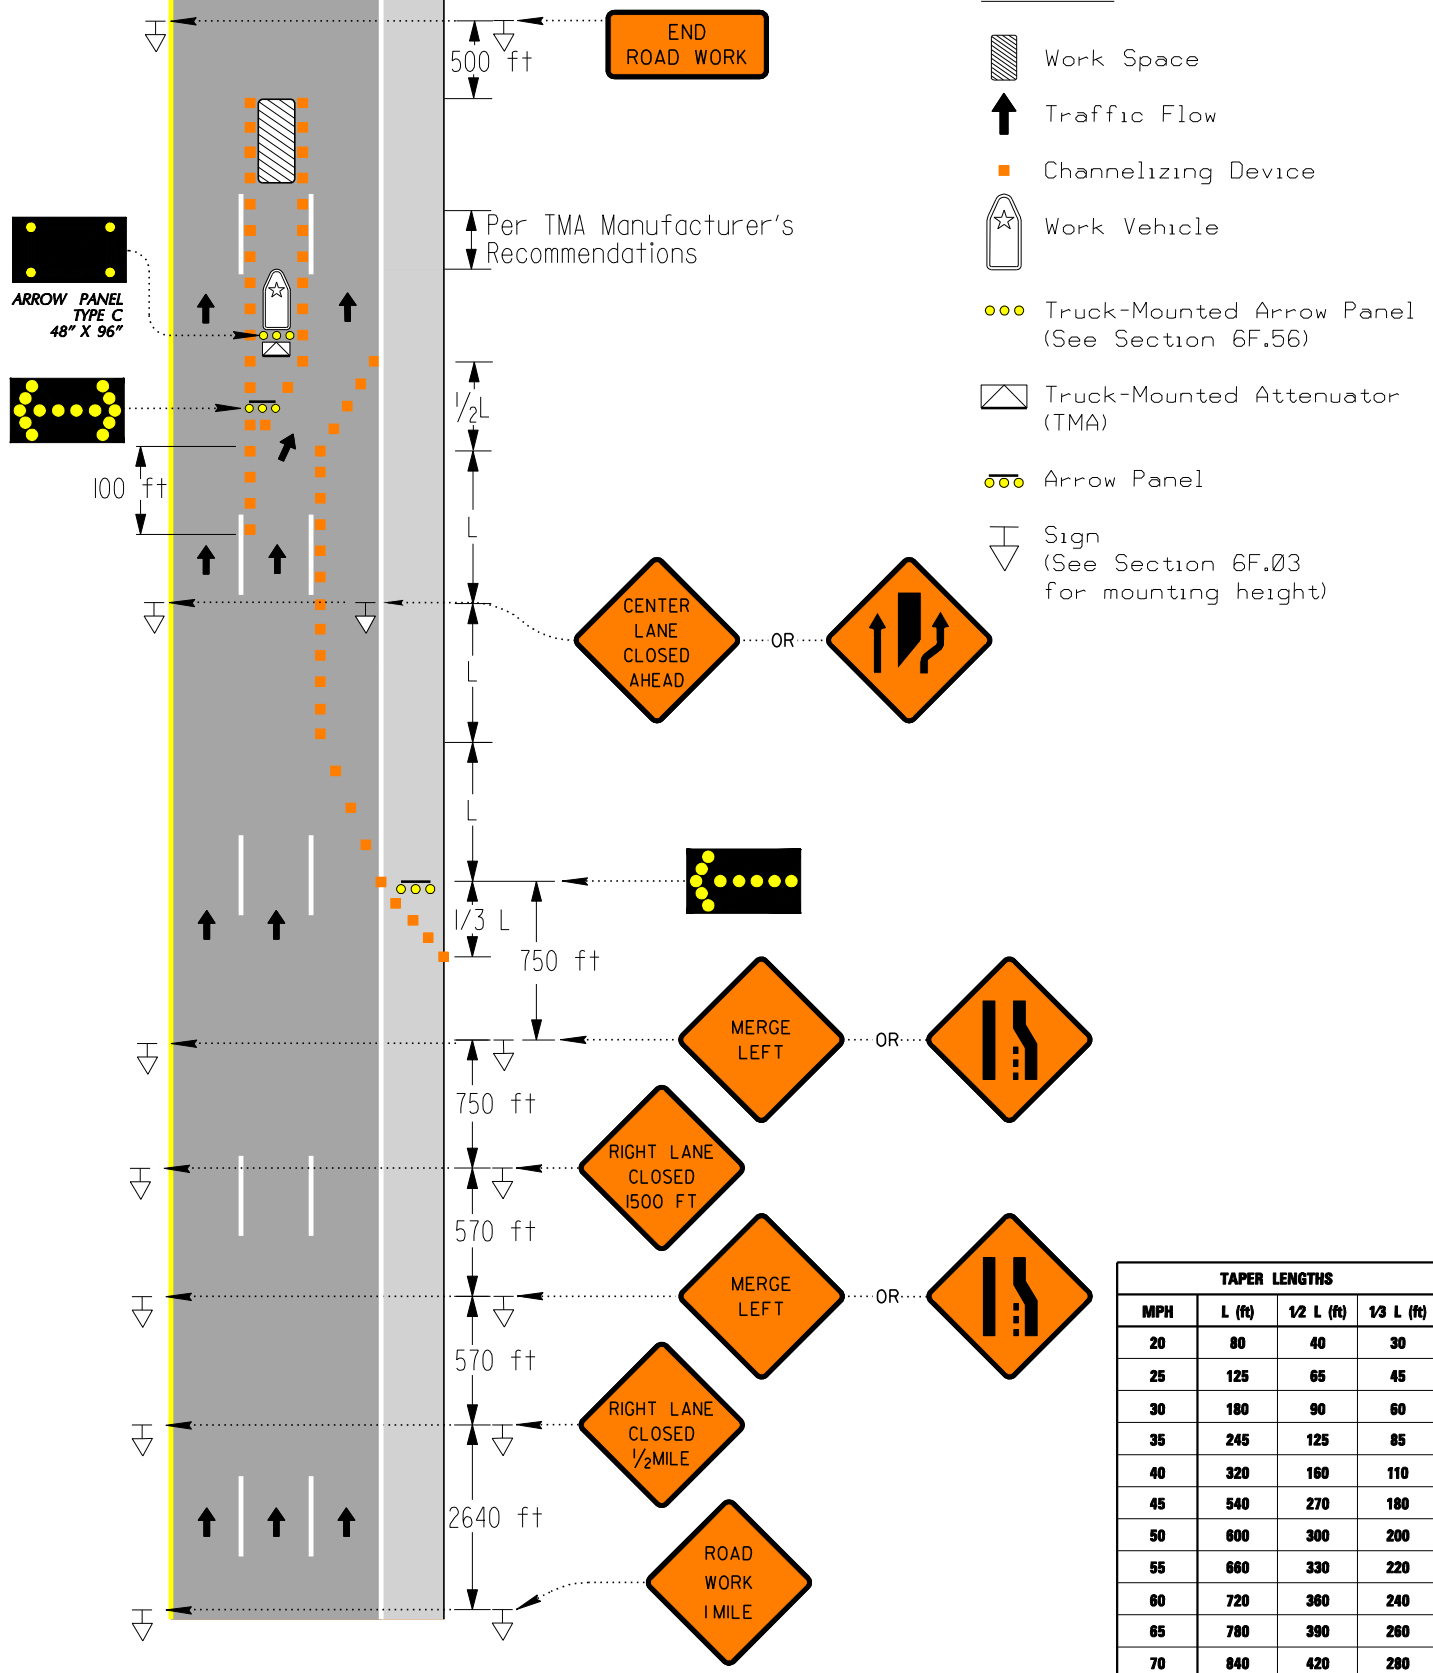 END
ROAD WORK
500 ft
Work Space
Traffic Flow
Channelizing Device
Work Vehicle
Truck-Mounted Arrow Panel
(See Section 6F.56)
Truck-Mounted Attenuator
(TMA)
Arrow Panel
Sign
(See Section 6F.03
for mounting height)
Per TMA Manufacturer's
Recommendations
ARROW PANEL
TYPE C
48" X 96"
1/2L
100 ft
L
CENTER
LANE
CLOSED
AHEAD
OR
L
L
1/3 L
750 ft
MERGE
LEFT
OR
750 ft
RIGHT LANE
CLOSED
1500 FT
570 ft
MERGE
LEFT
OR
570 ft
RIGHT LANE
CLOSED
1/2MILE
2640 ft
ROAD
WORK
1 MILE
TAPER LENGTHS
MPH L (ft) 1/2 L (ft) 1/3 L (ft)
20 80 40 30
25 125 65 45
30 180 90 60
35 245 125 85
40 320 160 110
45 540 270 180
50 600 300 200
55 660 330 220
60 720 360 240
65 780 390 260
70 840 420 280